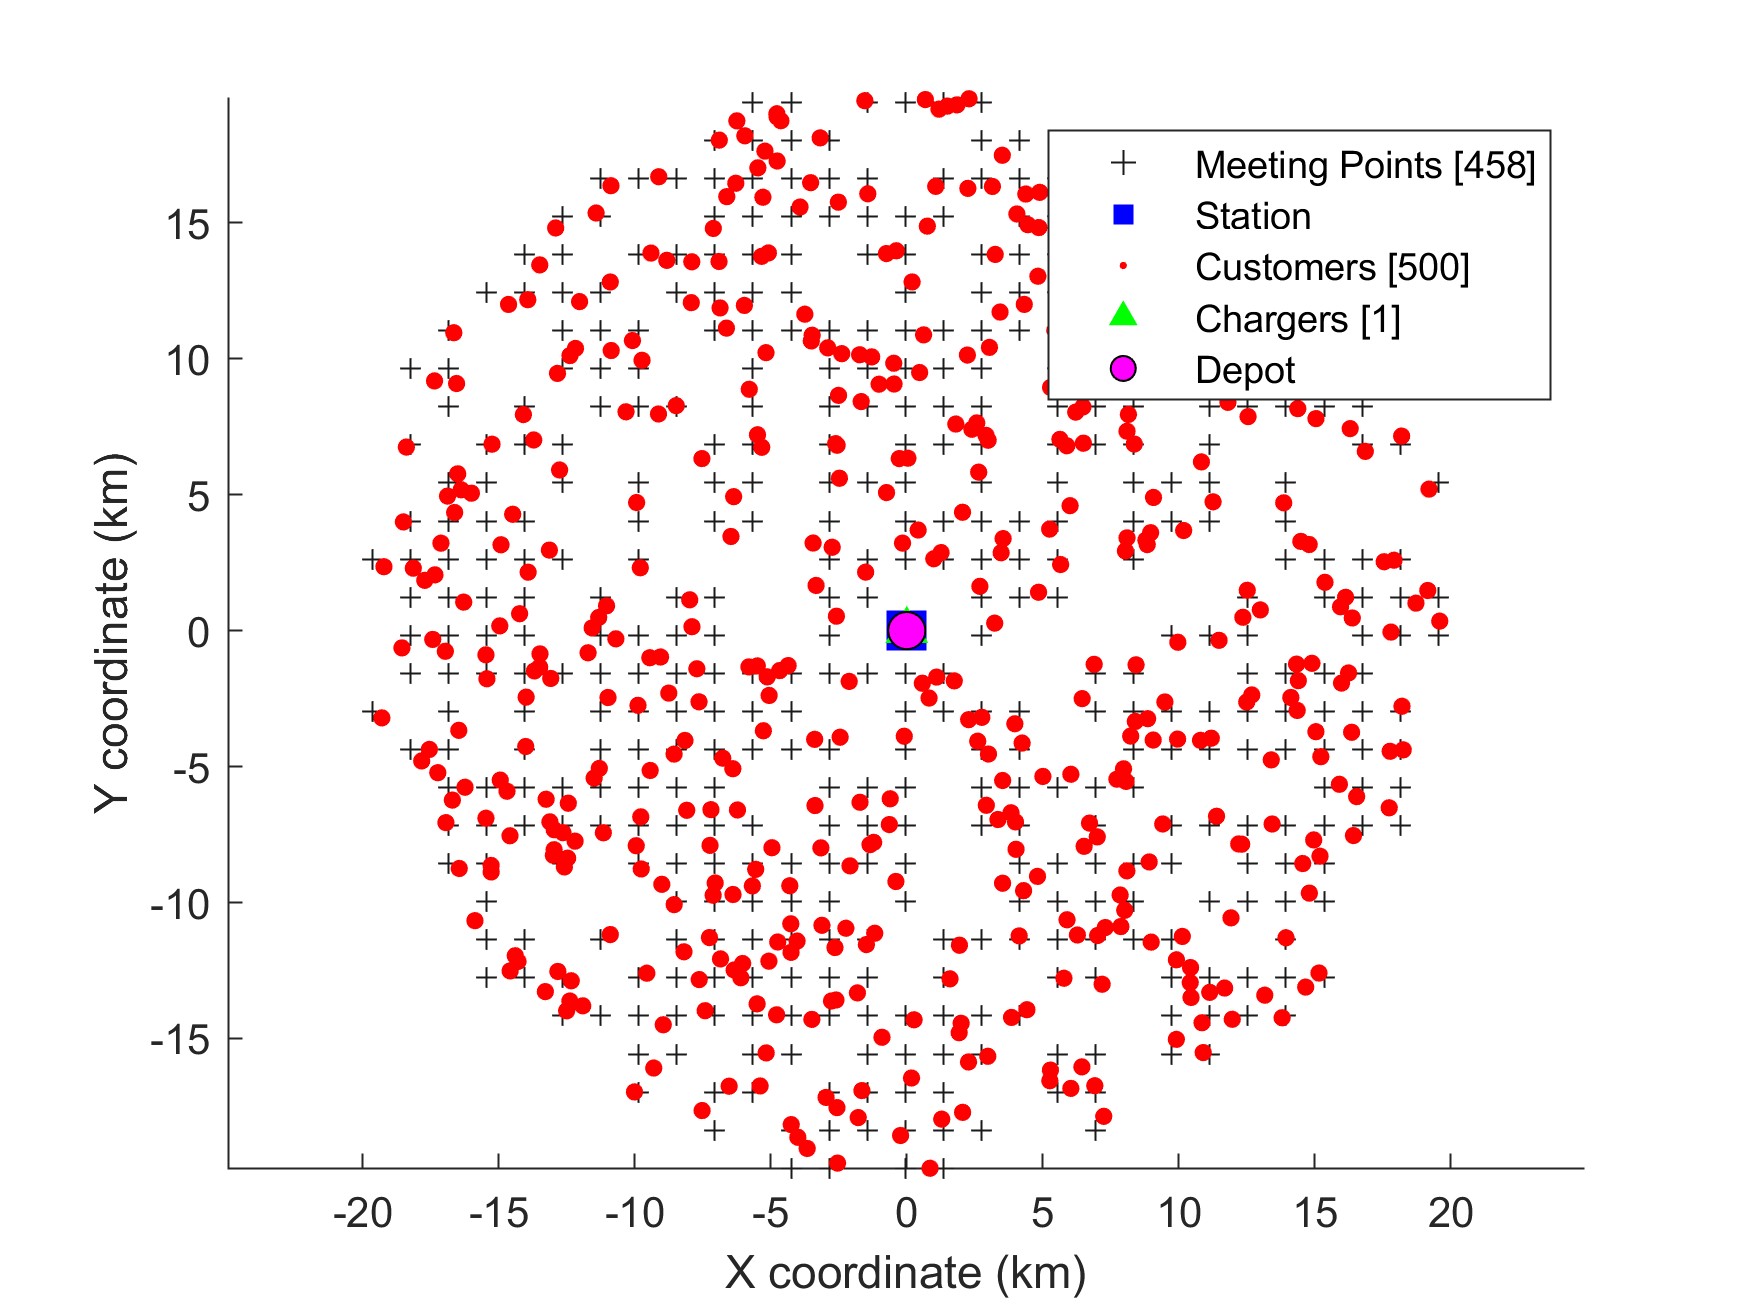 Meeting Points [458]
Station
Customers [500]
Chargers [1]
Depot
15
10
5
0
-5
-10
-15
Y coordinate (km)
-20
-15
-10
-5
0
5
10
15
20
X coordinate (km)